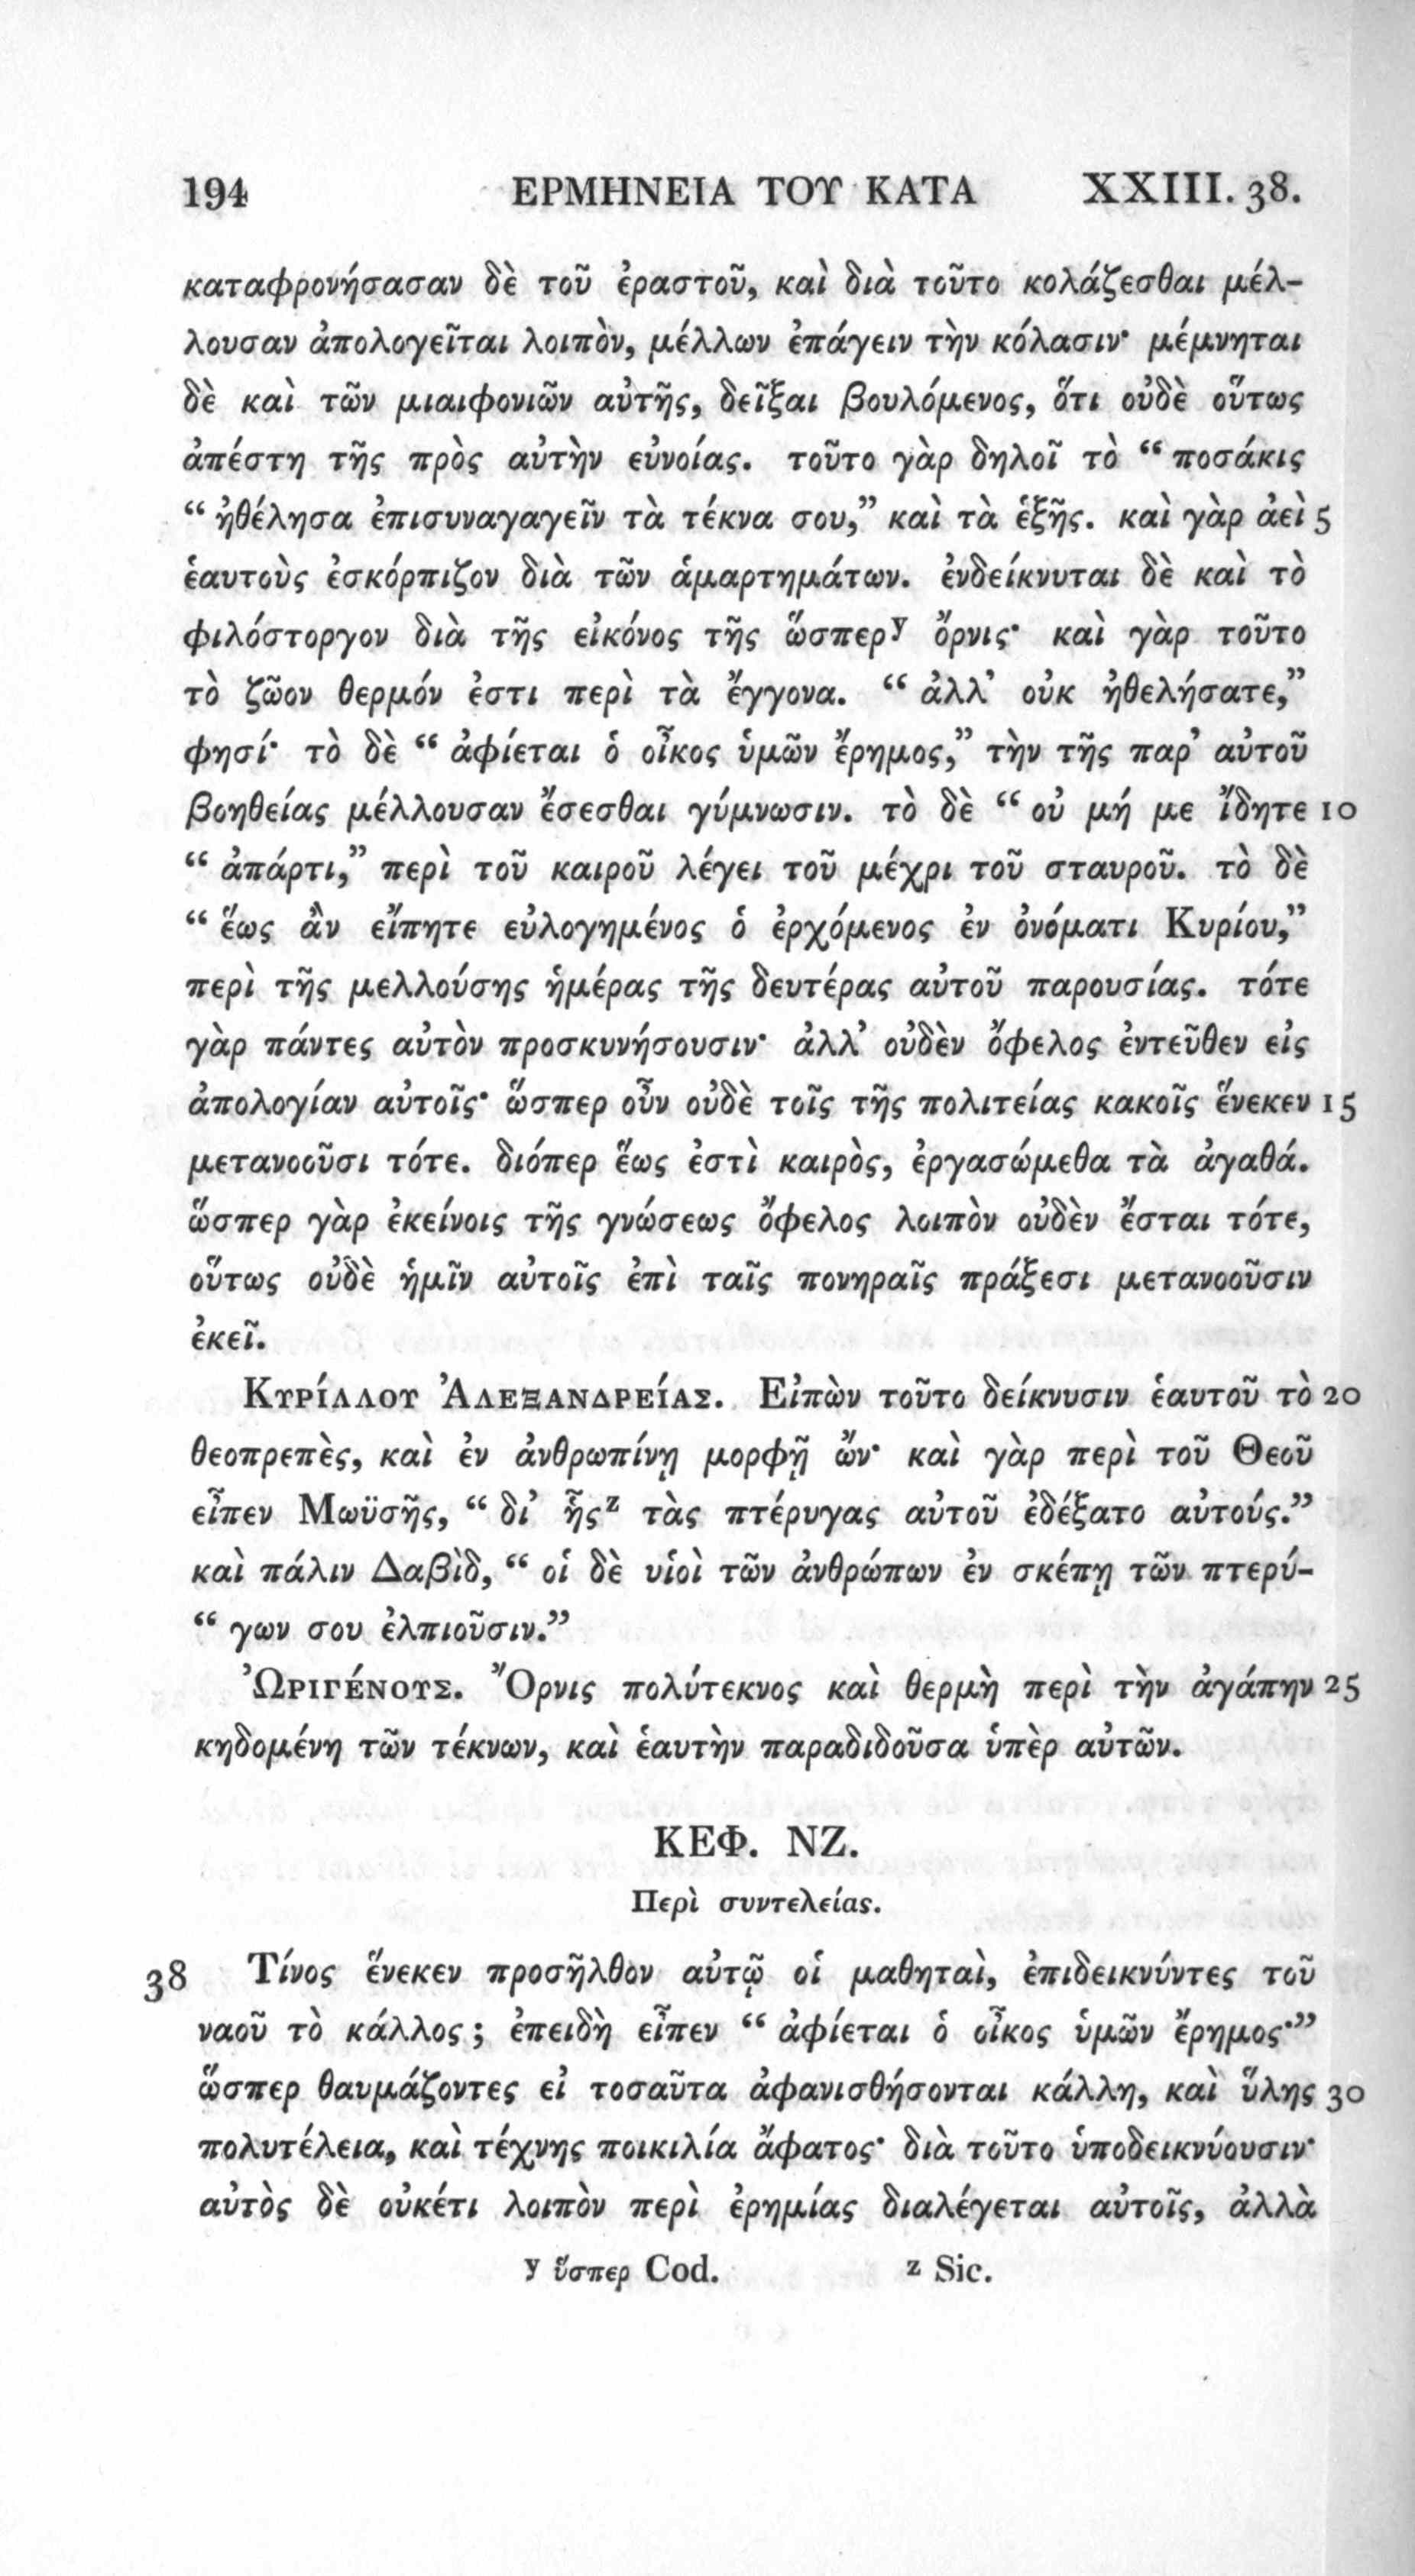 194 ΕΡΜΗΝΕΙΑ ΤΟΥ ΚΑΤΑ XXIII. 38.
καταφρονήσασαν δὲ τοῦ ἐραστοῦ, καὶ διὰ τοῦτο κολάζεσθαι μέλ-
λουσαν ἀπολογεῖται λοιπὸν, μέλλων ἐπάγειν τὴν κόλασιν· μέμνηται
δὲ καὶ τῶν μιαιφονιῶν αὐτῆς, δεῖξαι βουλόμενος, ὅτι οὐδὲ οὕτως
ἀπέστη τῆς πρὸς αὐτὴν εὐνοίας. τοῦτο γὰρ δηλοῖ τὸ “ ποσάκις
“ ἠθέλησα ἐπισυναγαγεῖν τὰ τέκνα σου,” καὶ τὰ ἑξῆς. καὶ γὰρ ἀεὶ 5
ἑαυτοὺς ἐσκόρπιζον διὰ τῶν ἁμαρτημάτων. ἐνδείκνυται δὲ καὶ τὸ
φιλόστοργον διὰ τῆς εἰκόνος τῆς ὥσπερ y ὄρνις· καὶ γὰρ τοῦτο
τὸ ζῶον θερμόν ἐστι περὶ τὰ ἔγγονα. “ ἀλλ’ οὐκ ἠθελήσατε,”
φησί· τὸ δὲ “ ἀφίεται ὁ οἶκος ὑμῶν ἔρημος,” τὴν τῆς παρ’ αὐτοῦ
βοηθείας μέλλουσαν ἔσεσθαι γύμνωσιν. τὸ δὲ “ οὐ μή με ἴδητε 10
“ ἀπάρτι,” περὶ τοῦ καιροῦ λέγει τοῦ μέχρι τοῦ σταυροῦ. τὸ δὲ
“ ἕως ἂν εἴπητε εὐλογημένος ὁ ἐρχόμενος ἐν ὀνόματι Κυρίου,”
περὶ τῆς μελλούσης ἡμέρας τῆς δευτέρας αὐτοῦ παρουσίας. τότε
γὰρ πάντες αὐτὸν προσκυνήσουσιν· ἀλλ’ οὐδὲν ὄφελος ἐντεῦθεν εἰς
ἀπολογίαν αὐτοῖς· ὥσπερ οὖν οὐδὲ τοῖς τῆς πολιτείας κακοῖς ἕνεκεν 15
μετανοοῦσι τότε. διόπερ ἕως ἐστὶ καιρὸς, ἐργασώμεθα τὰ ἀγαθά.
ὥσπερ γὰρ ἐκείνοις τῆς γνώσεως ὄφελος λοιπὸν οὐδὲν ἔσται τότε,
οὕτως οὐδὲ ἡμῖν αὐτοῖς ἐπὶ ταῖς πονηραῖς πράξεσι μετανοοῦσιν
ἐκεῖ.
Κυρίλλου Ἀλεξανδρείας. Εἰπὼν τοῦτο δείκνυσιν ἑαυτοῦ τὸ 20
θεοπρεπὲς, καὶ ἐν ἀνθρωπίνῃ μορφῇ ὤν· καὶ γὰρ περὶ τοῦ Θεοῦ
εἶπεν Μωϋσῆς, “ δι’ ἧς z τὰς πτέρυγας αὐτοῦ ἐδέξατο αὐτούς.”
καὶ πάλιν Δαβὶδ, “ οἱ δὲ υἱοὶ τῶν ἀνθρώπων ἐν σκέπῃ τῶν πτερύ-
“ γων σου ἐλπιοῦσιν.”
Ὠριγένους. Ὄρνις πολύτεκνος καὶ θερμὴ περὶ τὴν ἀγάπην 25
κηδομένη τῶν τέκνων, καὶ ἑαυτὴν παραδιδοῦσα ὑπὲρ αὐτῶν.
ΚΕΦ. ΝΖ.
Περὶ συντελείας.
38 Τίνος ἕνεκεν προσῆλθον αὐτῷ οἱ μαθηταὶ, ἐπιδεικνύντες τοῦ
ναοῦ τὸ κάλλος; ἐπειδὴ εἶπεν “ ἀφίεται ὁ οἶκος ὑμῶν ἔρημος·”
ὥσπερ θαυμάζοντες εἰ τοσαῦτα ἀφανισθήσονται κάλλη, καὶ ὕλης 30
πολυτέλεια, καὶ τέχνης ποικιλία ἄφατος· διὰ τοῦτο ὑποδεικνύουσιν·
αὐτὸς δὲ οὐκέτι λοιπὸν περὶ ἐρημίας διαλέγεται αὐτοῖς, ἀλλὰ
y ὕσπερ Cod. z Sic.